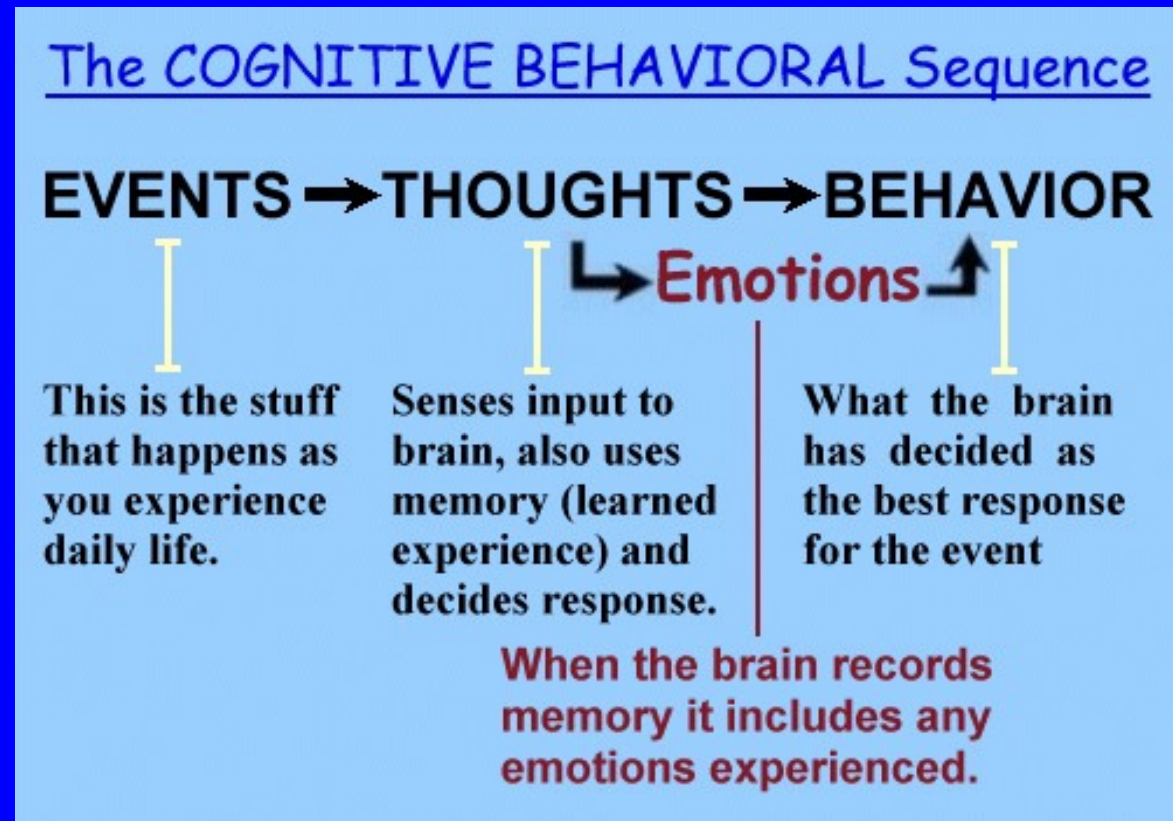 The COGNITIVE BEHAVIORAL Sequence
EVENTS → THOUGHTS → BEHAVIOR
Emotions
This is the stuff
that happens as
you experience
daily life.
Senses input to
brain, also uses
memory (learned
experience) and
decides response.
What the brain
has decided as
the best response
for the event
When the brain records
memory it includes any
emotions experienced.